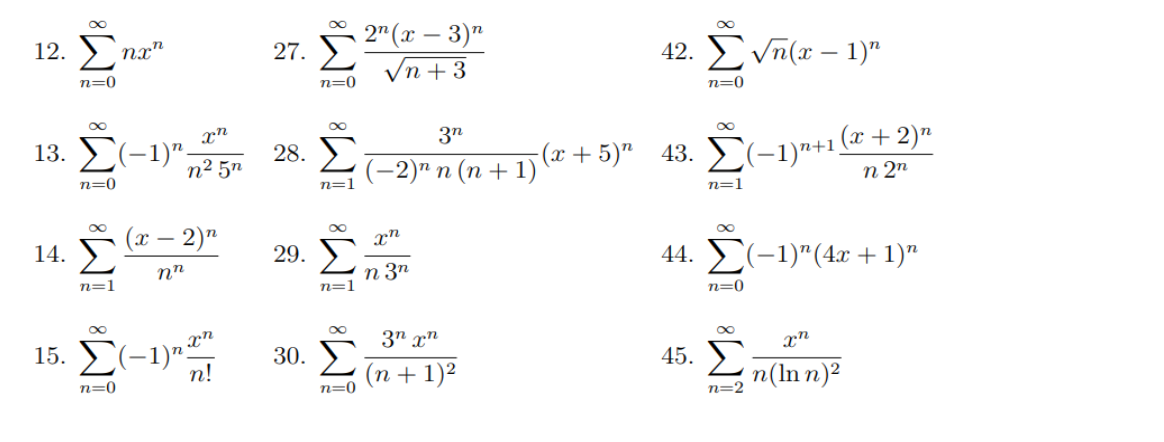 12. $\sum_{n=0}^{\infty} nx^n$ 27. $\sum_{n=0}^{\infty} \frac{2^n(x-3)^n}{\sqrt{n+3}}$ 42. $\sum_{n=0}^{\infty} \sqrt{n}(x-1)^n$
13. $\sum_{n=0}^{\infty} (-1)^n \frac{x^n}{n^2\,5^n}$ 28. $\sum_{n=1}^{\infty} \frac{3^n}{(-2)^n\,n\,(n+1)}(x+5)^n$ 43. $\sum_{n=1}^{\infty} (-1)^{n+1} \frac{(x+2)^n}{n\,2^n}$
14. $\sum_{n=1}^{\infty} \frac{(x-2)^n}{n^n}$ 29. $\sum_{n=1}^{\infty} \frac{x^n}{n\,3^n}$ 44. $\sum_{n=0}^{\infty} (-1)^n(4x+1)^n$
15. $\sum_{n=0}^{\infty} (-1)^n \frac{x^n}{n!}$ 30. $\sum_{n=0}^{\infty} \frac{3^n\,x^n}{(n+1)^2}$ 45. $\sum_{n=2}^{\infty} \frac{x^n}{n(\ln n)^2}$